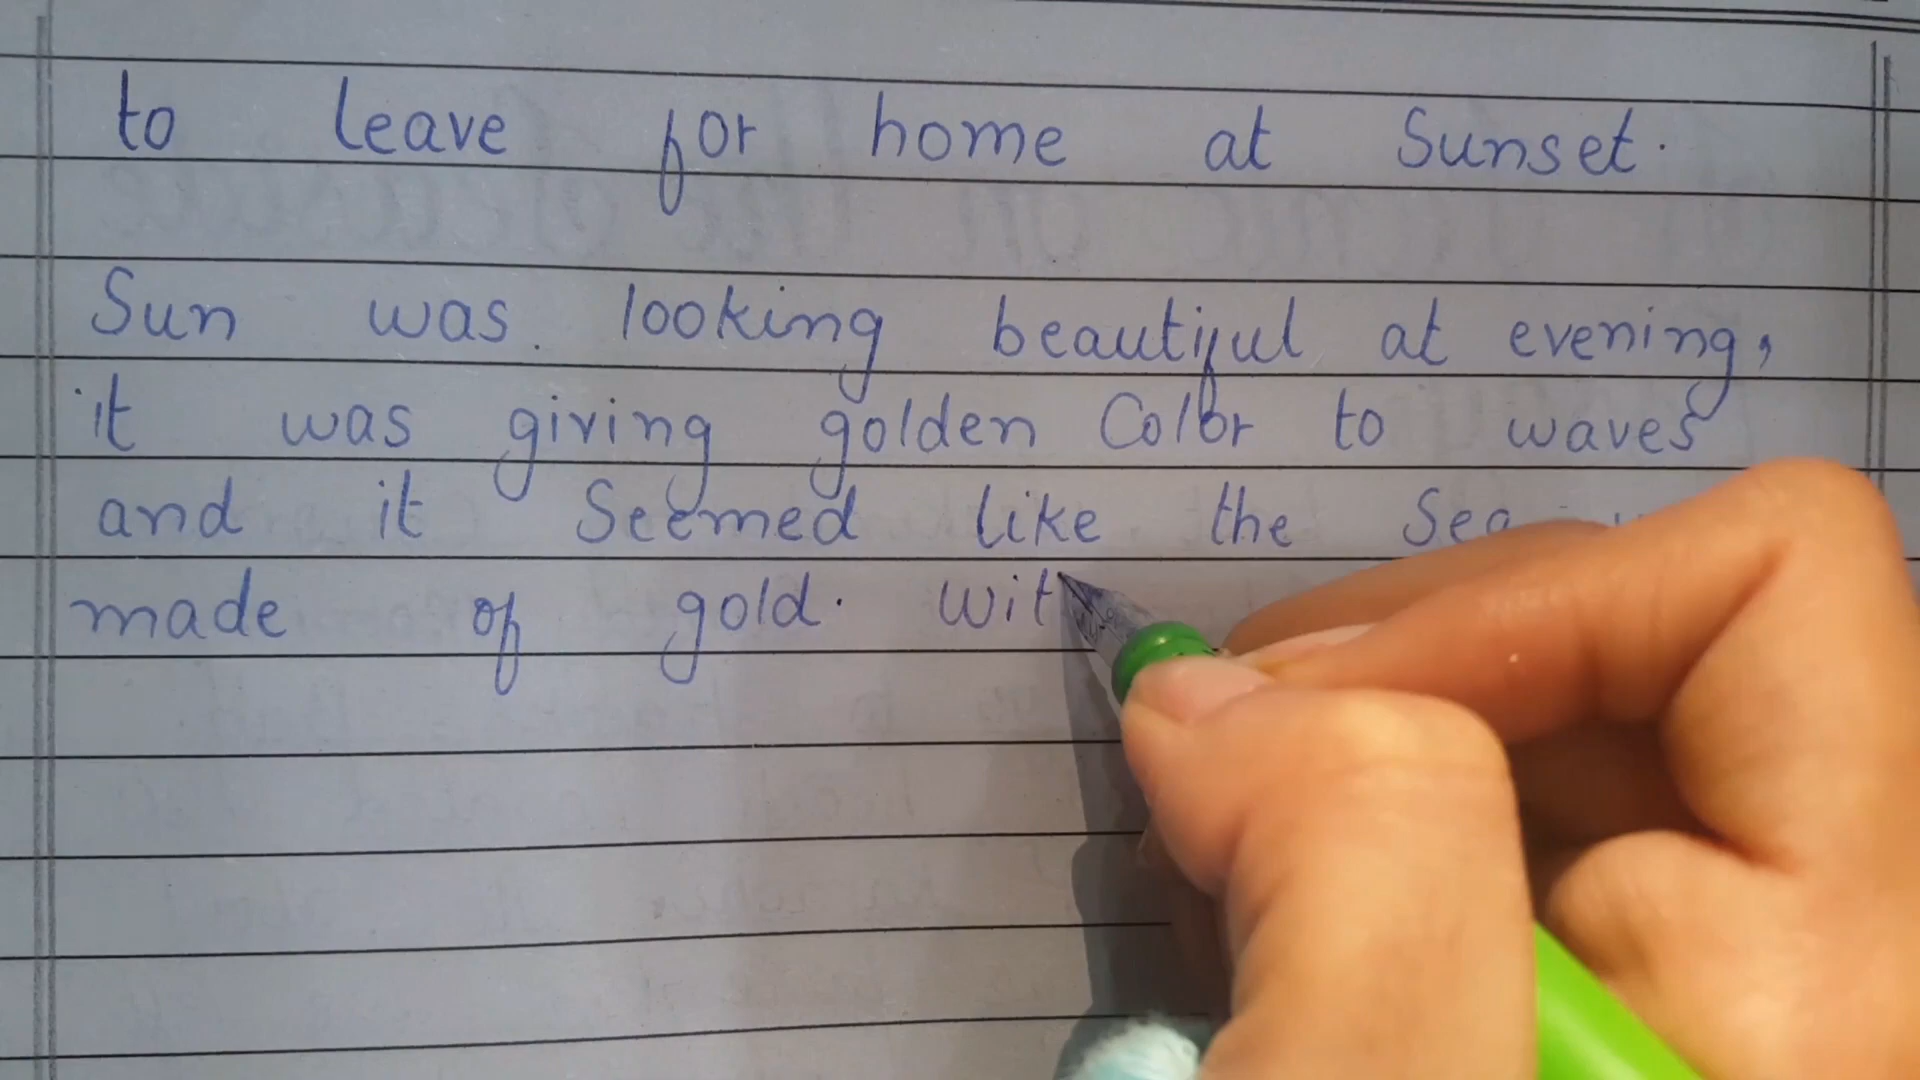 to leave for home at Sunset.
Sun was. looking beautiful at evening,
it was giving golden Color to waves
and it Seemed like the Sea
made of gold. wit